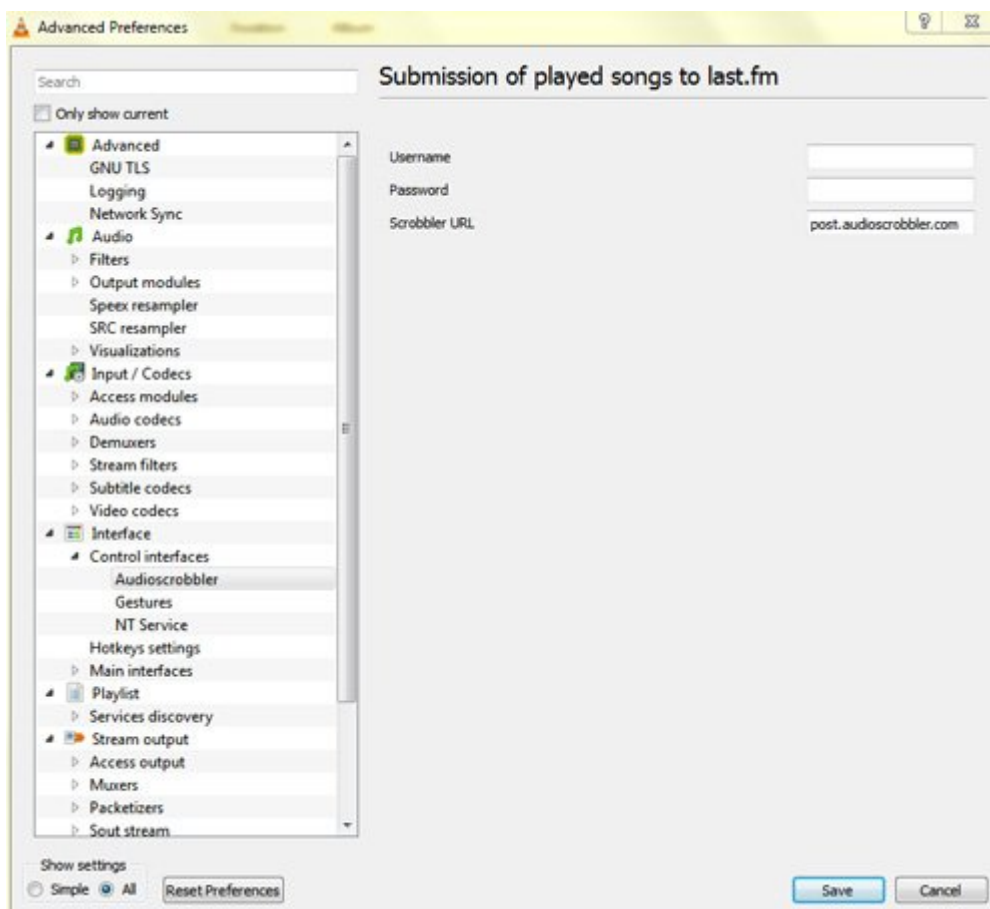 Advanced Preferences
Search
Only show current
Advanced
GNU TLS
Logging
Network Sync
Audio
Filters
Output modules
Speex resampler
SRC resampler
Visualizations
Input / Codecs
Access modules
Audio codecs
Demuxers
Stream filters
Subtitle codecs
Video codecs
Interface
Control interfaces
Audioscrobbler
Gestures
NT Service
Hotkeys settings
Main interfaces
Playlist
Services discovery
Stream output
Access output
Muxers
Packetizers
Sout stream
Submission of played songs to last.fm
Username
Password
Scrobbler URL post.audioscrobbler.com
Show settings
Simple All Reset Preferences Save Cancel